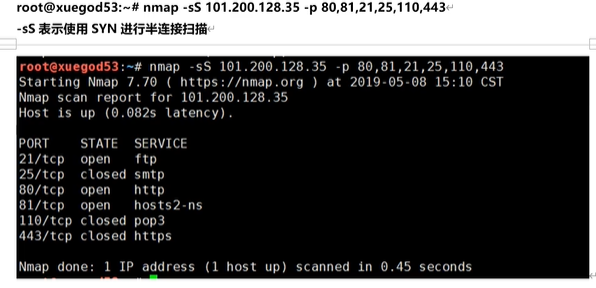 root@xuegod53:~# nmap -sS 101.200.128.35 -p 80,81,21,25,110,443
-sS 表示使用 SYN 进行半连接扫描
root@xuegod53:~# nmap -sS 101.200.128.35 -p 80,81,21,25,110,443
Starting Nmap 7.70 ( https://nmap.org ) at 2019-05-08 15:10 CST
Nmap scan report for 101.200.128.35
Host is up (0.082s latency).
PORT STATE SERVICE
21/tcp open ftp
25/tcp closed smtp
80/tcp open http
81/tcp open hosts2-ns
110/tcp closed pop3
443/tcp closed https
Nmap done: 1 IP address (1 host up) scanned in 0.45 seconds